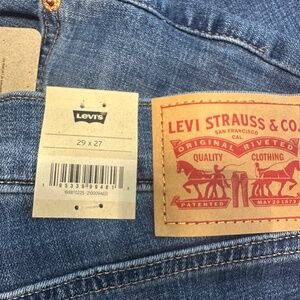 Levi's
29 x 27
LEVI STRAUSS & CO.
SAN FRANCISCO
CAL.
ORIGINAL RIVETED
QUALITY CLOTHING
PATENTED MAY 20 1873